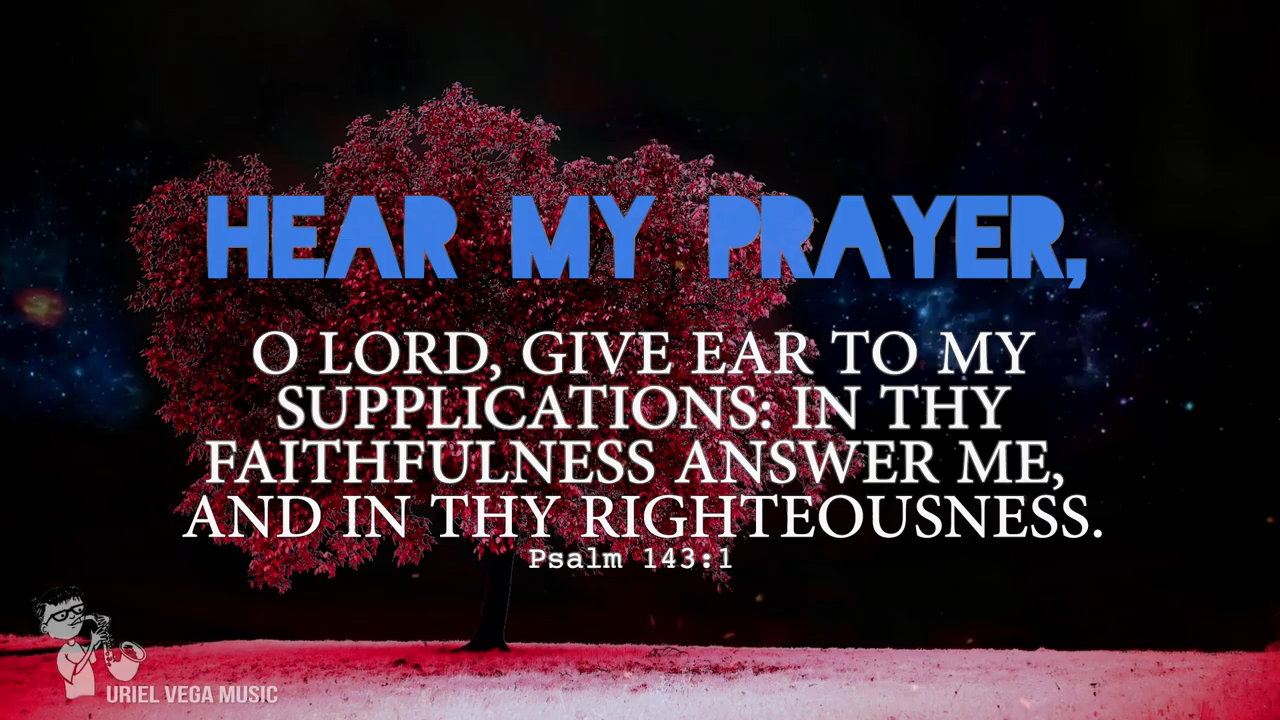 HEAR MY PRAYER,
O LORD, GIVE EAR TO MY
SUPPLICATIONS: IN THY
FAITHFULNESS ANSWER ME,
AND IN THY RIGHTEOUSNESS.
Psalm 143:1
URIEL VEGA MUSIC